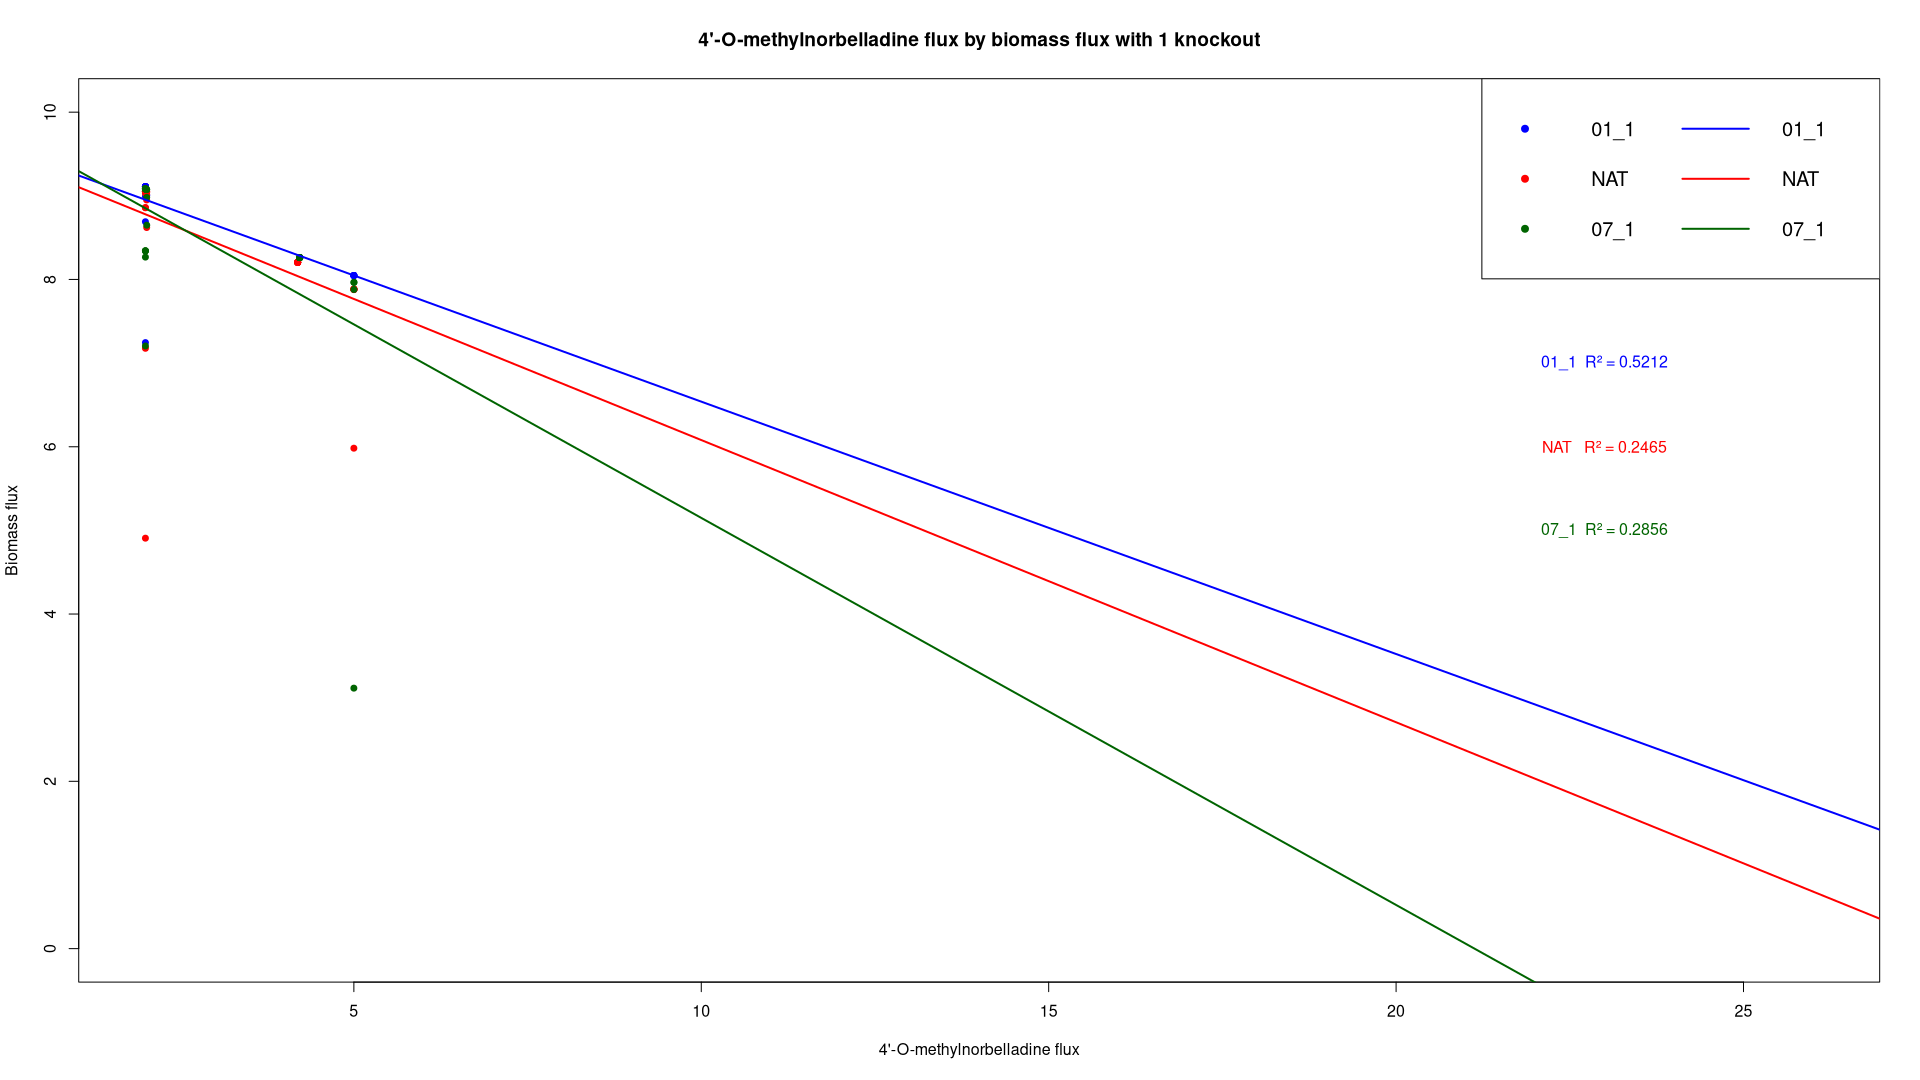 4'-O-methylnorbelladine flux by biomass flux with 1 knockout
01_1 01_1
NAT NAT
07_1 07_1
01_1 R² = 0.5212
NAT R² = 0.2465
07_1 R² = 0.2856
Biomass flux
10
8
6
4
2
0
5 10 15 20 25
4'-O-methylnorbelladine flux